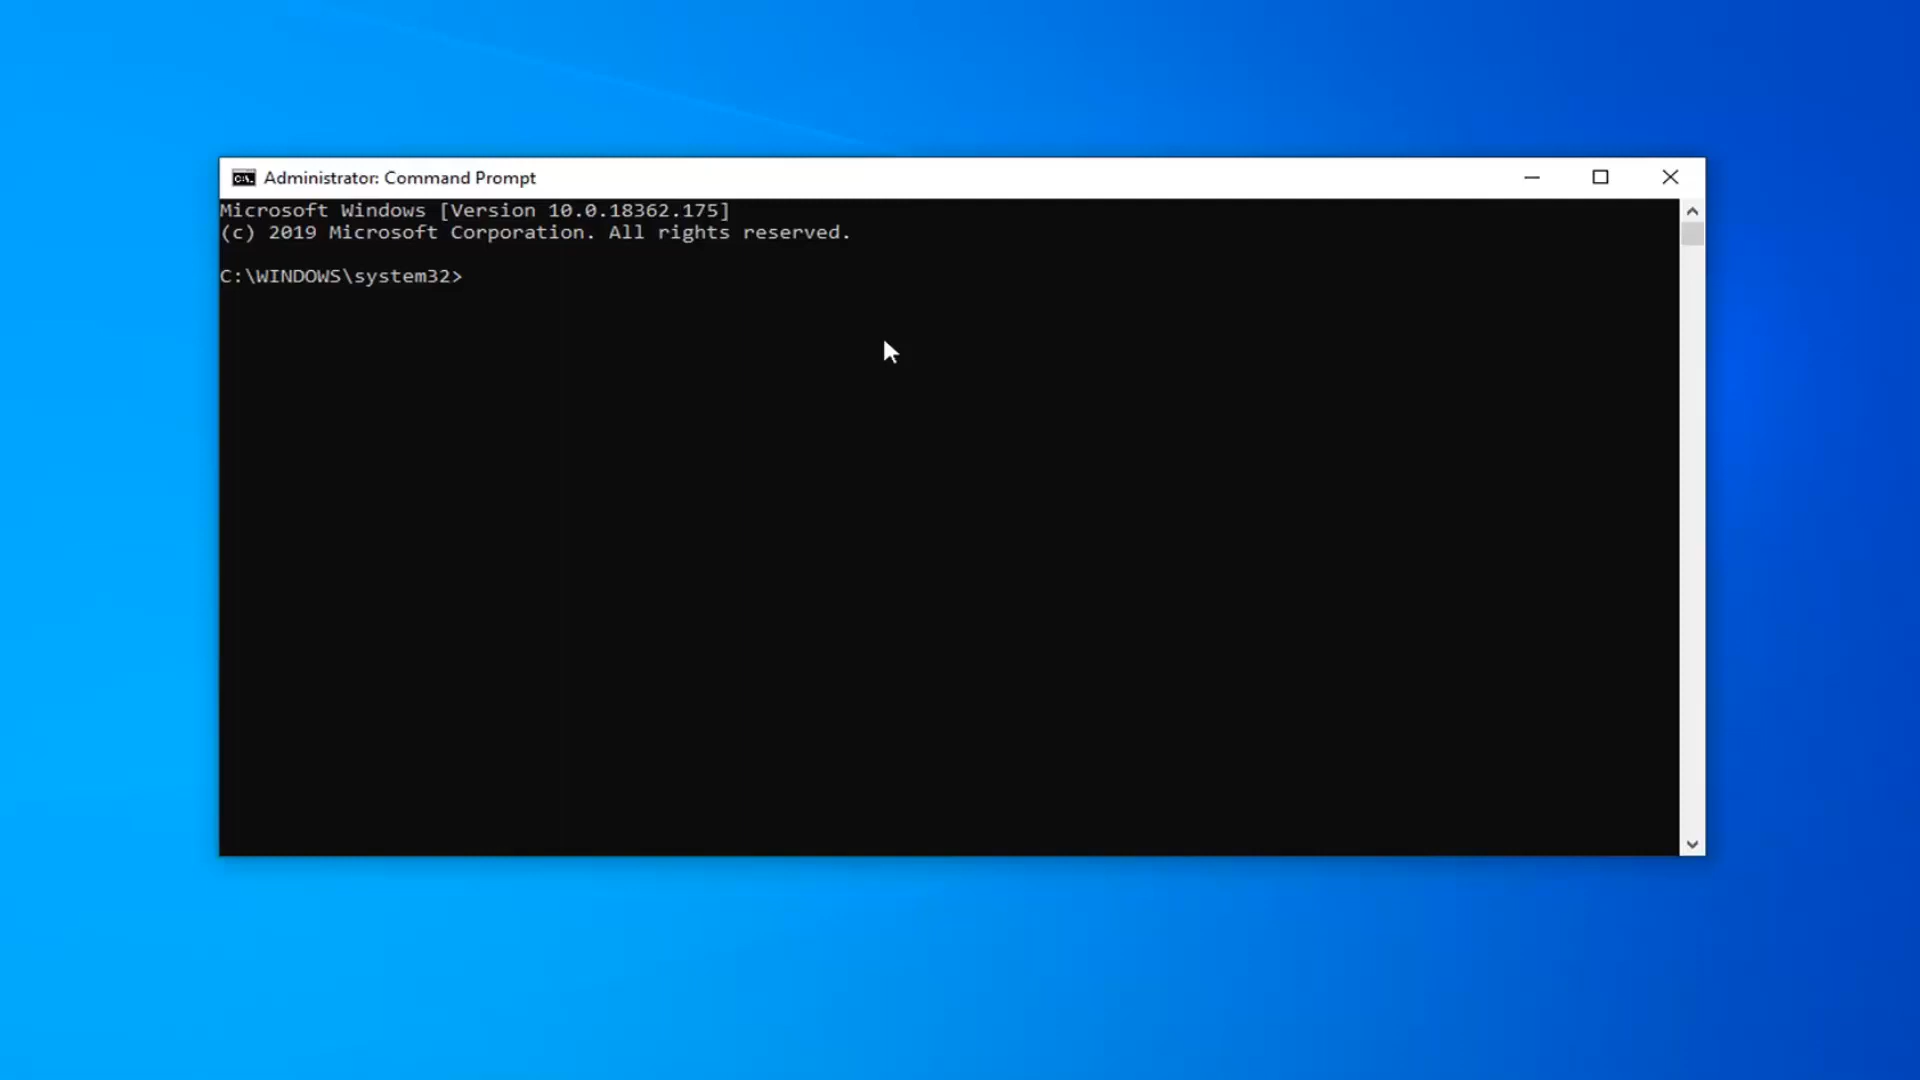 Administrator: Command Prompt
Microsoft Windows [Version 10.0.18362.175]
(c) 2019 Microsoft Corporation. All rights reserved.
C:\WINDOWS\system32>